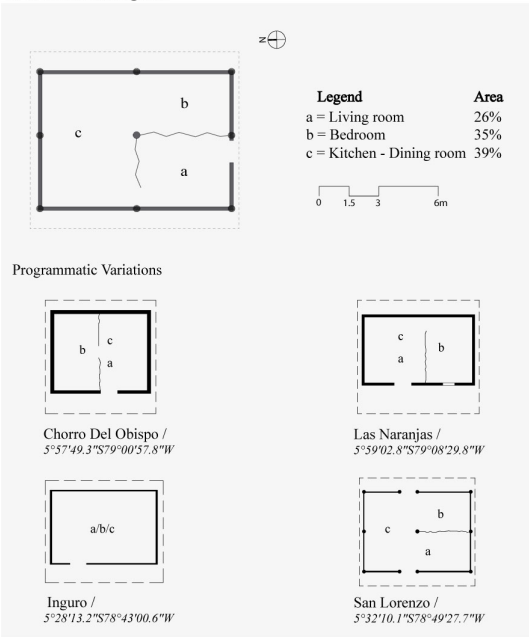 z
b
c
a
Legend Area
a = Living room 26%
b = Bedroom 35%
c = Kitchen - Dining room 39%
0 1.5 3 6m
Programmatic Variations
b c
a
c b
a
Chorro Del Obispo /
5°57'49.3"S79°00'57.8"W
Las Naranjas /
5°59'02.8"S79°08'29.8"W
a/b/c
b
c
a
Inguro /
5°28'13.2"S78°43'00.6"W
San Lorenzo /
5°32'10.1"S78°49'27.7"W